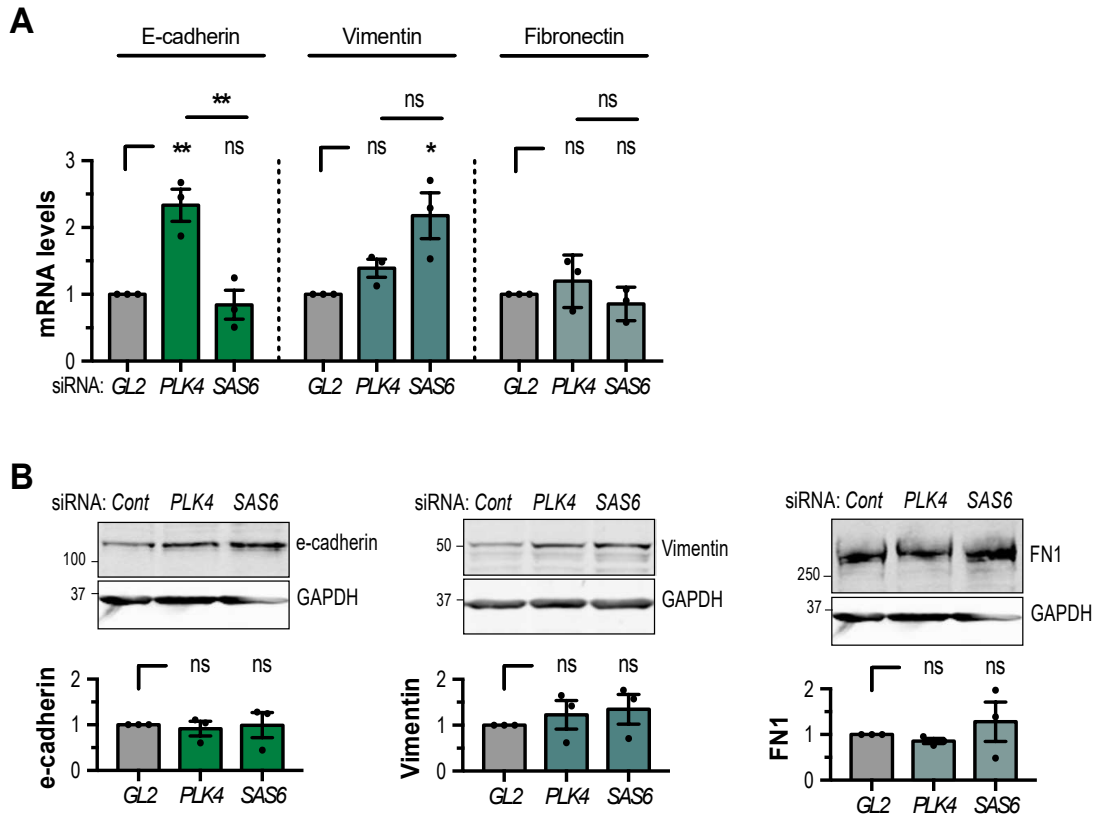 A
E-cadherin Vimentin Fibronectin
** ns ns
** ns ns * ns ns
3
2
1
0
mRNA levels
siRNA: GL2 PLK4 SAS6 GL2 PLK4 SAS6 GL2 PLK4 SAS6
B
siRNA: Cont PLK4 SAS6
e-cadherin
100
37
GAPDH
ns ns
2
1
0
e-cadherin
GL2 PLK4 SAS6
siRNA: Cont PLK4 SAS6
50
Vimentin
37
GAPDH
ns ns
2
1
0
Vimentin
GL2 PLK4 SAS6
siRNA: Cont PLK4 SAS6
FN1
250
37
GAPDH
ns ns
2
1
0
FN1
GL2 PLK4 SAS6